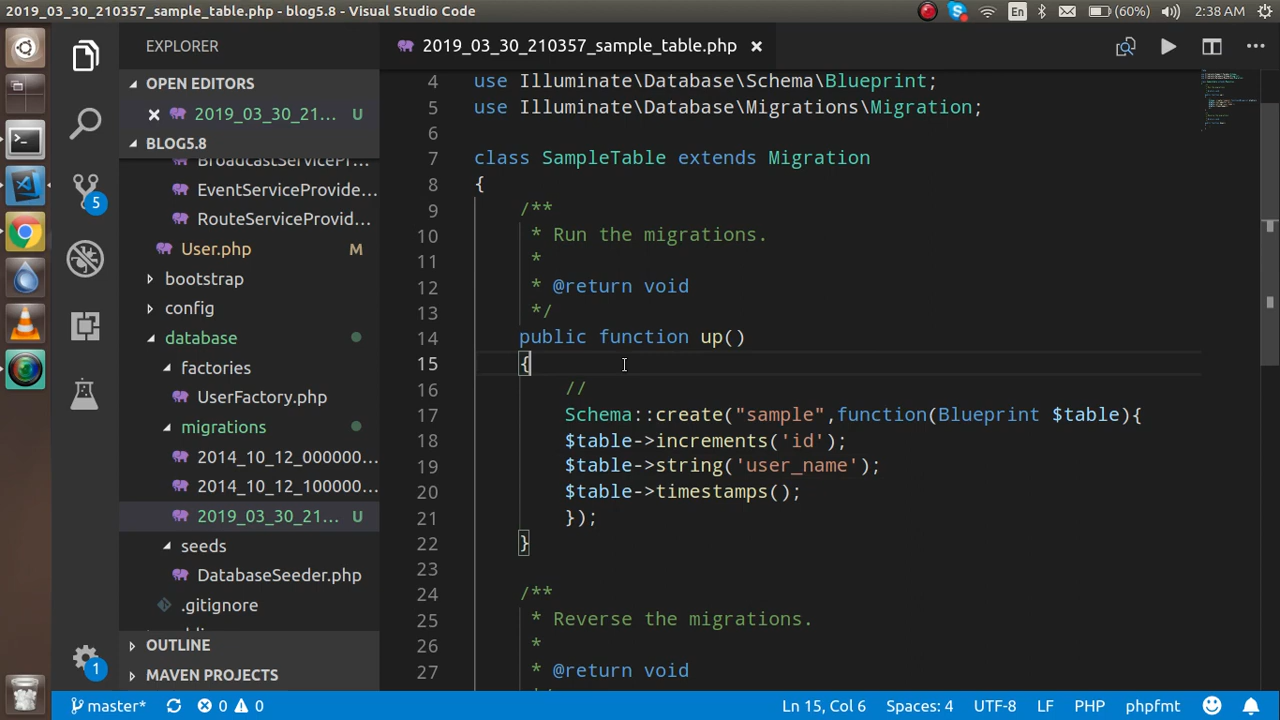 2019_03_30_210357_sample_table.php - blog5.8 - Visual Studio Code
En
(60%)
2:38 AM
EXPLORER
2019_03_30_210357_sample_table.php
OPEN EDITORS
2019_03_30_21... U
BLOG5.8
BroadcastServicePr...
EventServiceProvide...
RouteServiceProvid...
User.php M
bootstrap
config
database
factories
UserFactory.php
migrations
2014_10_12_000000...
2014_10_12_100000...
2019_03_30_21... U
seeds
DatabaseSeeder.php
.gitignore
OUTLINE
MAVEN PROJECTS
5
1
4 use Illuminate\Database\Schema\Blueprint;
5 use Illuminate\Database\Migrations\Migration;
6
7 class SampleTable extends Migration
8 {
9 /**
10 * Run the migrations.
11 *
12 * @return void
13 */
14 public function up()
15 {
16 //
17 Schema::create("sample",function(Blueprint $table){
18 $table->increments('id');
19 $table->string('user_name');
20 $table->timestamps();
21 });
22 }
23
24 /**
25 * Reverse the migrations.
26 *
27 * @return void
master* 0 0 Ln 15, Col 6 Spaces: 4 UTF-8 LF PHP phpfmt